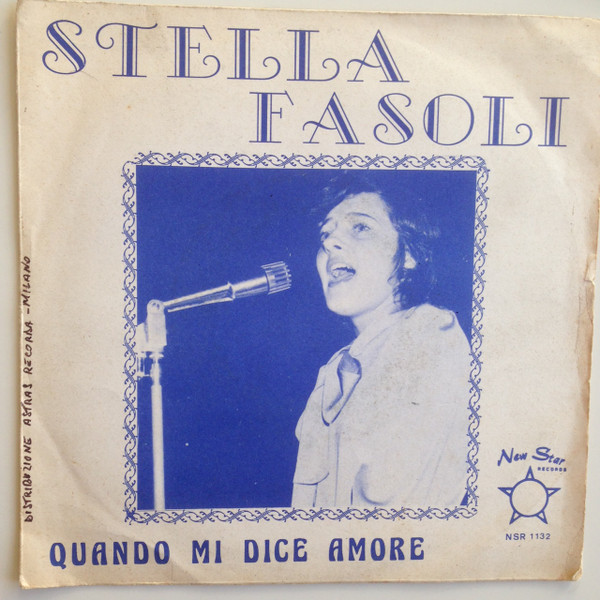 STELLA
FASOLI
DISTRIBUZIONE ASTRAS RECORDS - MILANO
New Star
RECORDS
NSR 1132
QUANDO MI DICE AMORE